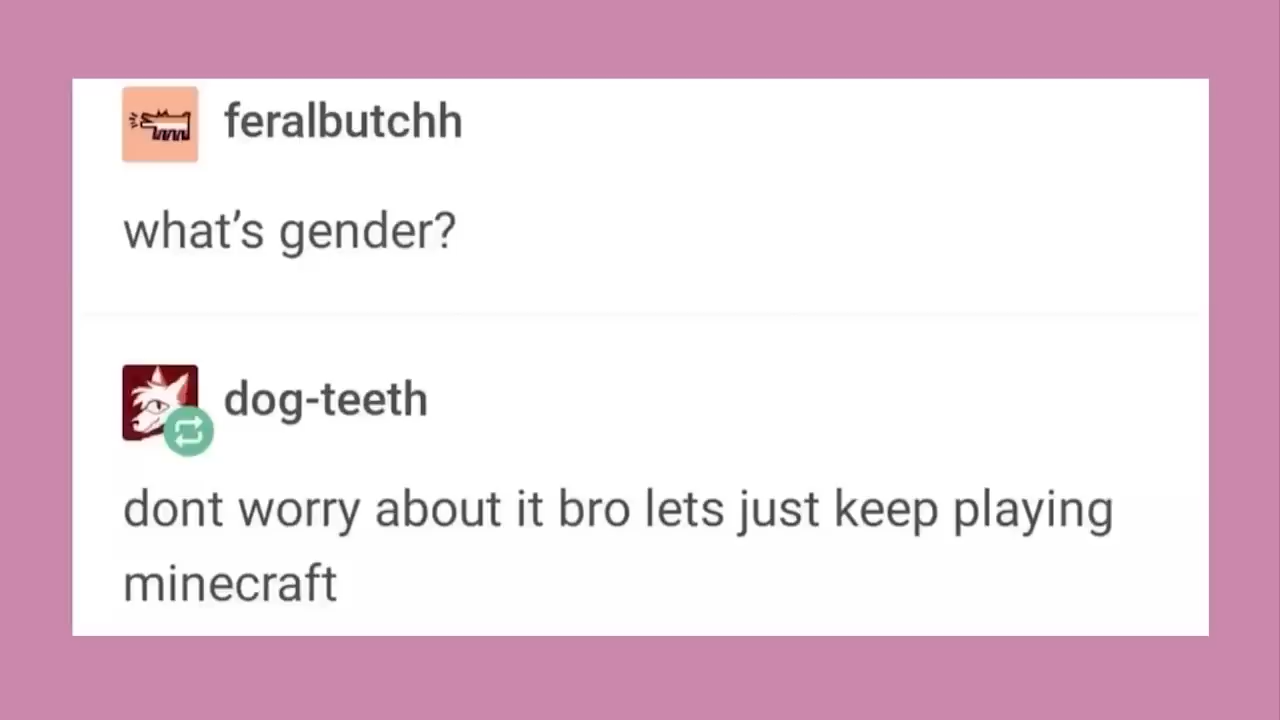 feralbutchh
what’s gender?
dog-teeth
dont worry about it bro lets just keep playing
minecraft